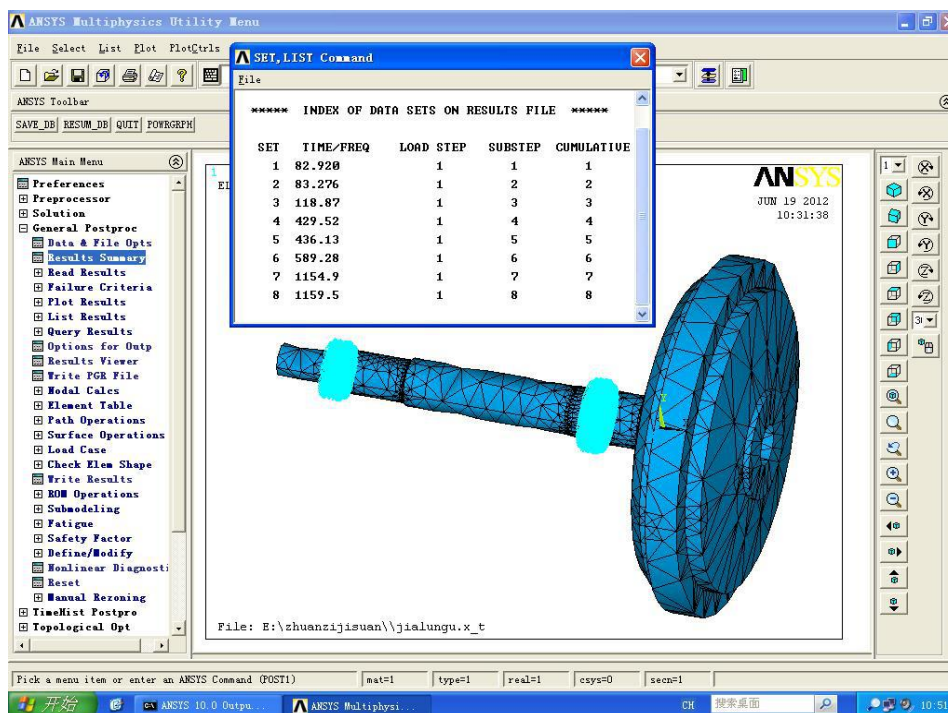 ANSYS Multiphysics Utility Menu
File Select List Plot PlotCtrls
SET,LIST Command
File
***** INDEX OF DATA SETS ON RESULTS FILE *****
SET TIME/FREQ LOAD STEP SUBSTEP CUMULATIVE
1 82.920 1 1 1
2 83.276 1 2 2
3 118.87 1 3 3
4 429.52 1 4 4
5 436.13 1 5 5
6 589.28 1 6 6
7 1154.9 1 7 7
8 1159.5 1 8 8
ANSYS Toolbar
SAVE_DB RESUM_DB QUIT POWRGRPH
ANSYS Main Menu
Preferences
Preprocessor
Solution
General Postproc
Data & File Opts
Results Summary
Read Results
Failure Criteria
Plot Results
List Results
Query Results
Options for Outp
Results Viewer
Write PGR File
Nodal Calcs
Element Table
Path Operations
Surface Operations
Load Case
Check Elem Shape
Write Results
ROM Operations
Submodeling
Fatigue
Safety Factor
Define/Modify
Nonlinear Diagnosti
Reset
Manual Rezoning
TimeHist Postpro
Topological Opt
1
EL
ANSYS
JUN 19 2012
10:31:38
Y
File: E:\zhuanzijisuan\\jialungu.x_t
1
Pick a menu item or enter an ANSYS Command (POST1) mat=1 type=1 real=1 csys=0 secn=1
开始 ANSYS 10.0 Outpu... ANSYS Multiphysi... CH 搜索桌面 10:51